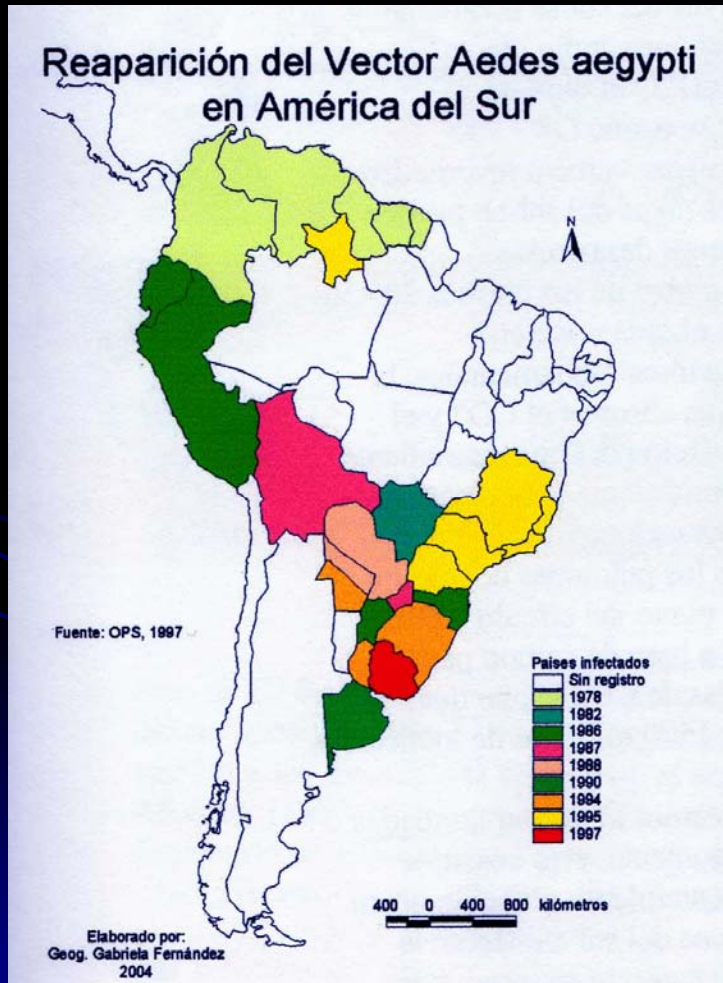 Reaparición del Vector Aedes aegypti
en América del Sur
N
Fuente: OPS, 1997
Paises infectados
Sin registro
1978
1982
1986
1987
1988
1990
1994
1995
1997
400 0 400 800 kilómetros
Elaborado por:
Geog. Gabriela Fernández
2004